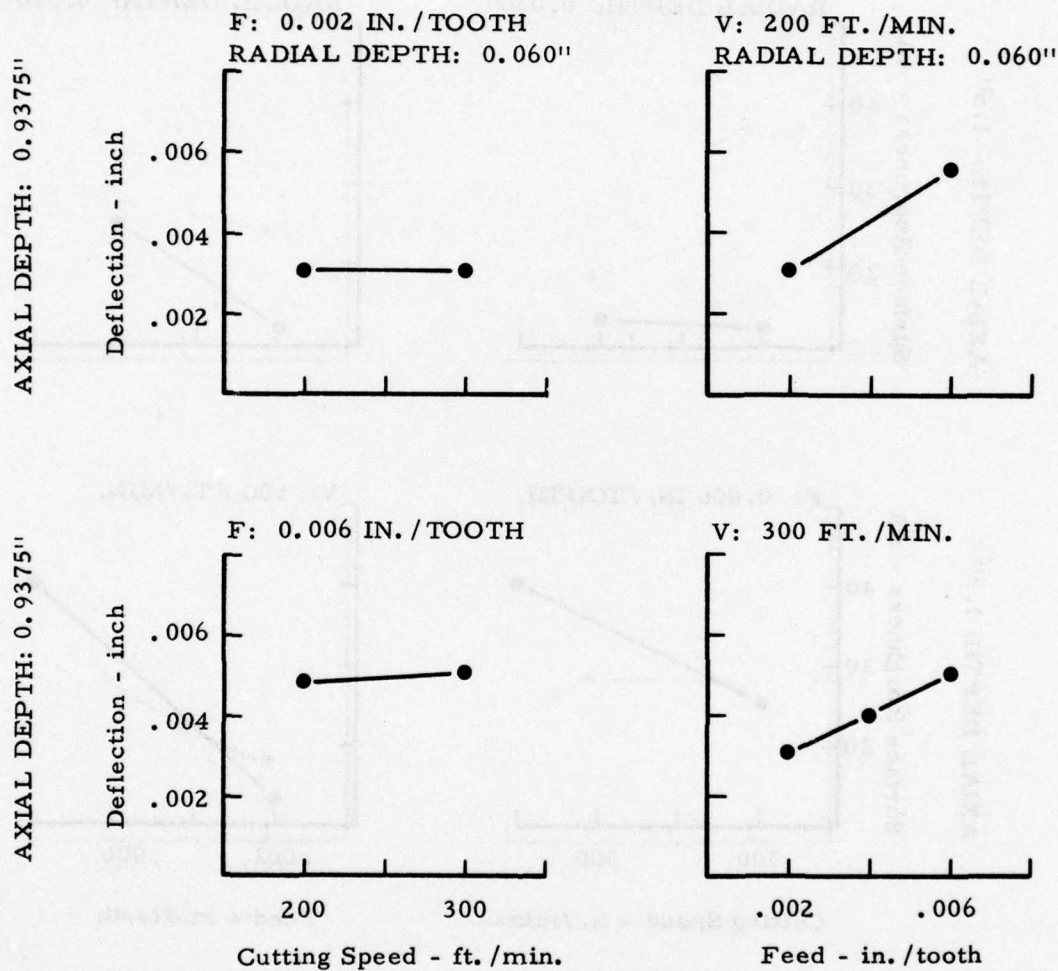 F: 0.002 IN./TOOTH
RADIAL DEPTH: 0.060"
V: 200 FT./MIN.
RADIAL DEPTH: 0.060"
AXIAL DEPTH: 0.9375"
Deflection - inch
.006
.004
.002
F: 0.006 IN./TOOTH
V: 300 FT./MIN.
AXIAL DEPTH: 0.9375"
Deflection - inch
.006
.004
.002
200 300
.002 .006
Cutting Speed - ft./min.
Feed - in./tooth